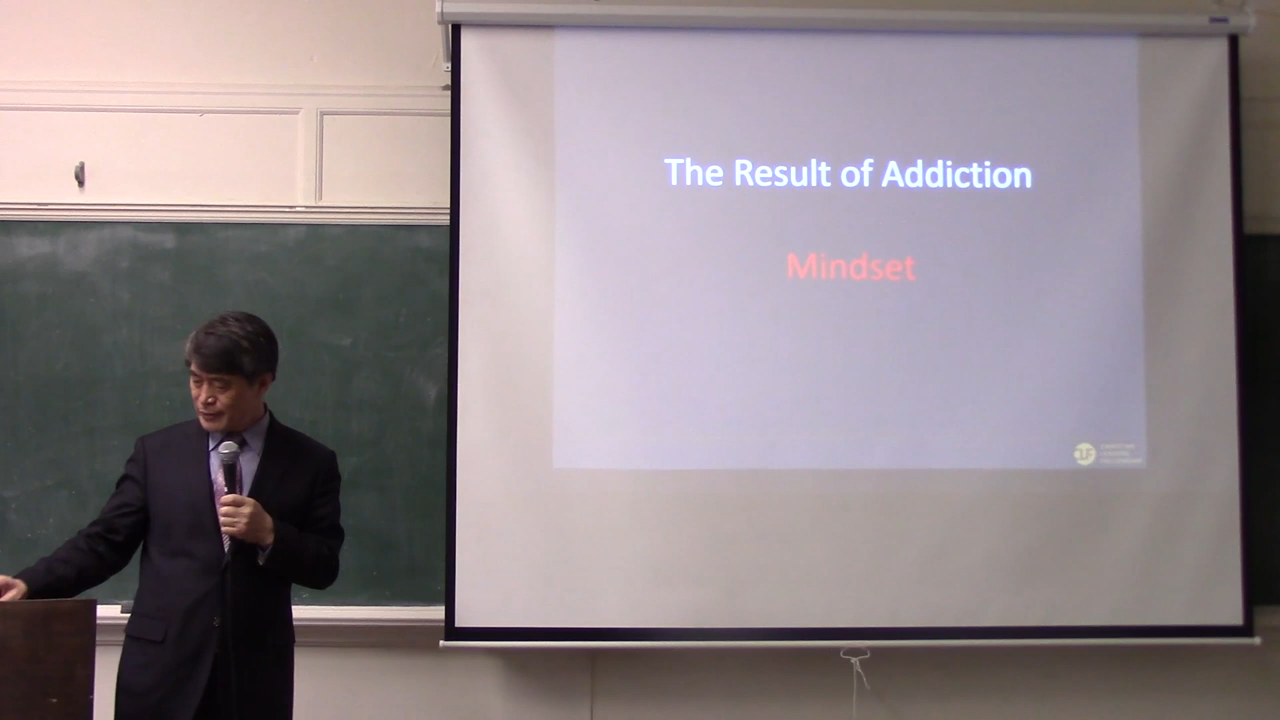 The Result of Addiction
Mindset